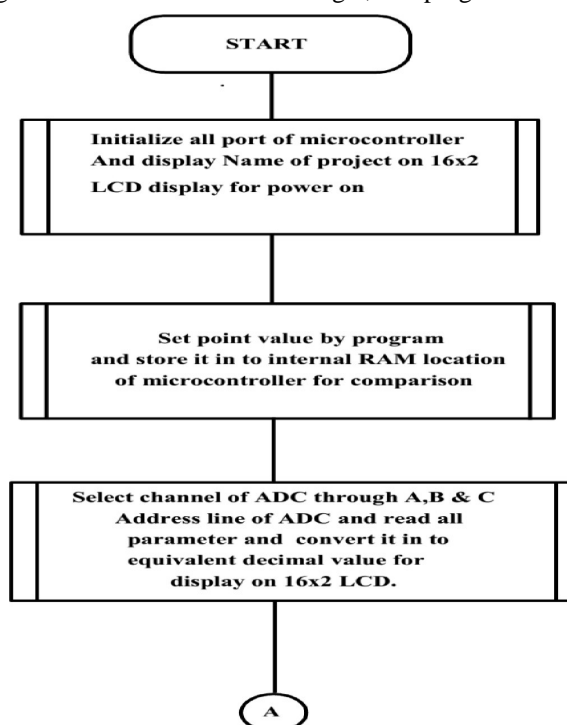 START
Initialize all port of microcontroller
And display Name of project on 16x2
LCD display for power on
Set point value by program
and store it in to internal RAM location
of microcontroller for comparison
Select channel of ADC through A,B & C
Address line of ADC and read all
parameter and convert it in to
equivalent decimal value for
display on 16x2 LCD.
A